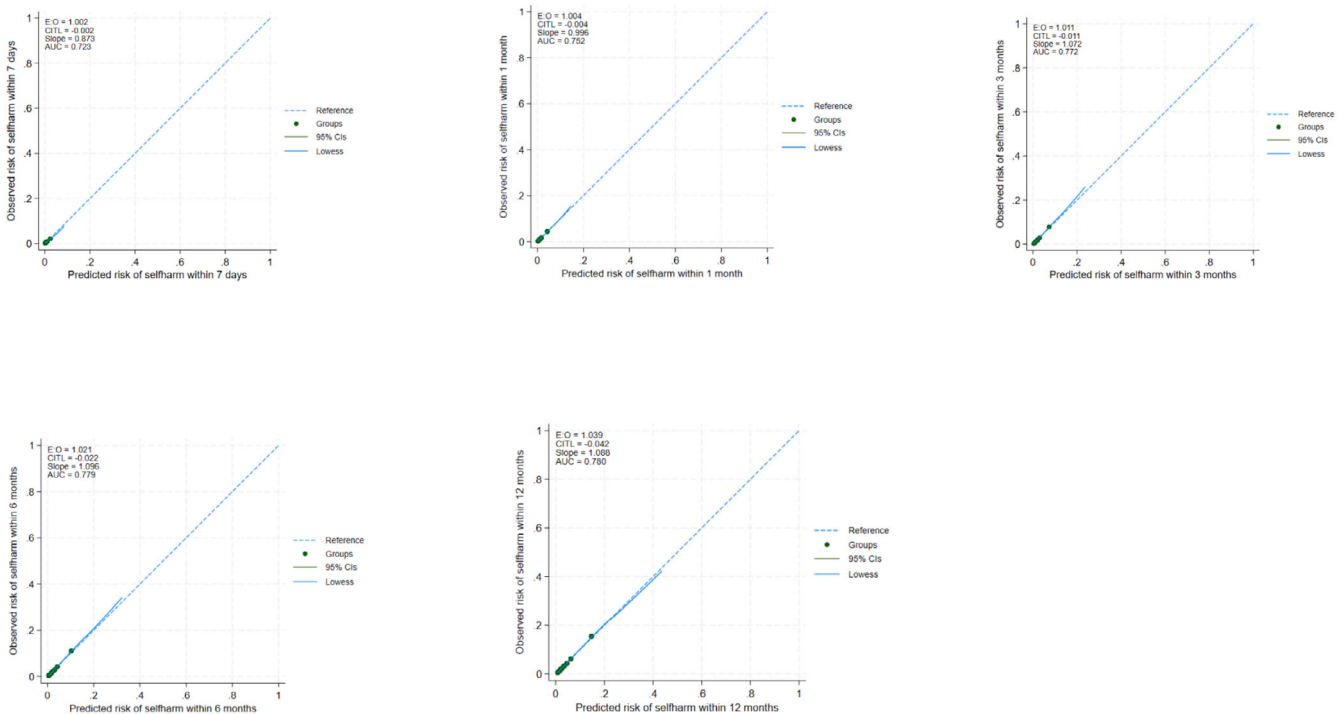 E:O = 1.002
CITL = -0.002
Slope = 0.873
AUC = 0.723
Observed risk of selfharm within 7 days
1
.8
.6
.4
.2
0
0 .2 .4 .6 .8 1
Predicted risk of selfharm within 7 days
Reference
Groups
95% CIs
Lowess
E:O = 1.004
CITL = -0.004
Slope = 0.996
AUC = 0.752
Observed risk of selfharm within 1 month
1
.8
.6
.4
.2
0
0 .2 .4 .6 .8 1
Predicted risk of selfharm within 1 month
Reference
Groups
95% CIs
Lowess
E:O = 1.011
CITL = -0.011
Slope = 1.072
AUC = 0.772
Observed risk of selfharm within 3 months
1
.8
.6
.4
.2
0
0 .2 .4 .6 .8 1
Predicted risk of selfharm within 3 months
Reference
Groups
95% CIs
Lowess
E:O = 1.021
CITL = -0.022
Slope = 1.096
AUC = 0.779
Observed risk of selfharm within 6 months
1
.8
.6
.4
.2
0
0 .2 .4 .6 .8 1
Predicted risk of selfharm within 6 months
Reference
Groups
95% CIs
Lowess
E:O = 1.039
CITL = -0.042
Slope = 1.088
AUC = 0.780
Observed risk of selfharm within 12 months
1
.8
.6
.4
.2
0
0 .2 .4 .6 .8 1
Predicted risk of selfharm within 12 months
Reference
Groups
95% CIs
Lowess